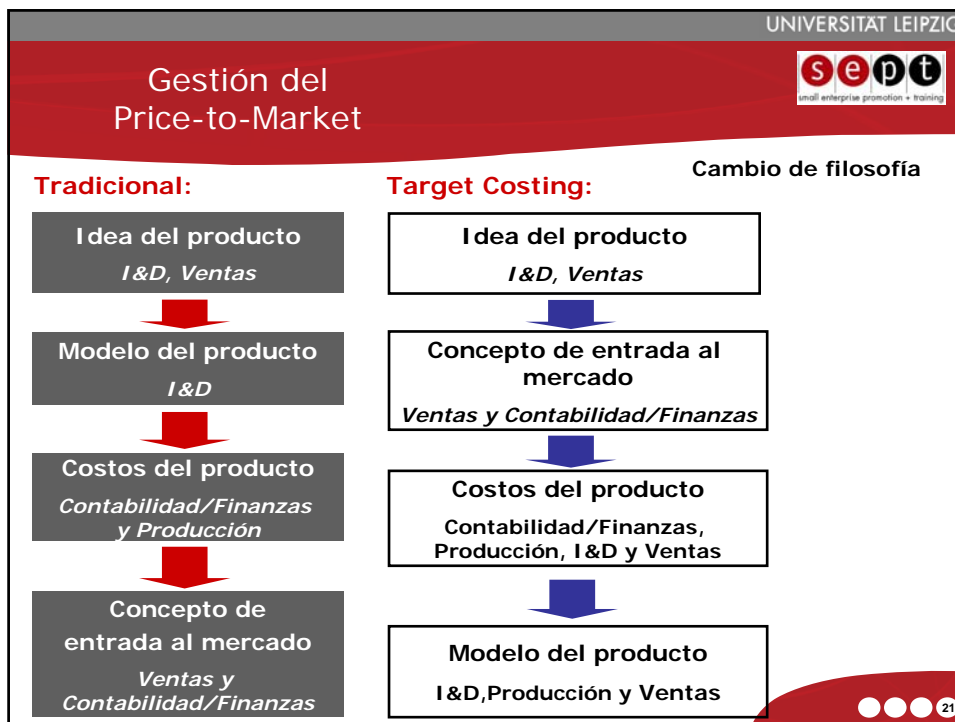 UNIVERSITÄT LEIPZIG
sept
small enterprise promotion + training
Gestión del
Price-to-Market
Cambio de filosofía
Tradicional:
Idea del producto
I&D, Ventas
Modelo del producto
I&D
Costos del producto
Contabilidad/Finanzas
y Producción
Concepto de
entrada al mercado
Ventas y
Contabilidad/Finanzas
Target Costing:
Idea del producto
I&D, Ventas
Concepto de entrada al
mercado
Ventas y Contabilidad/Finanzas
Costos del producto
Contabilidad/Finanzas,
Producción, I&D y Ventas
Modelo del producto
I&D,Producción y Ventas
21